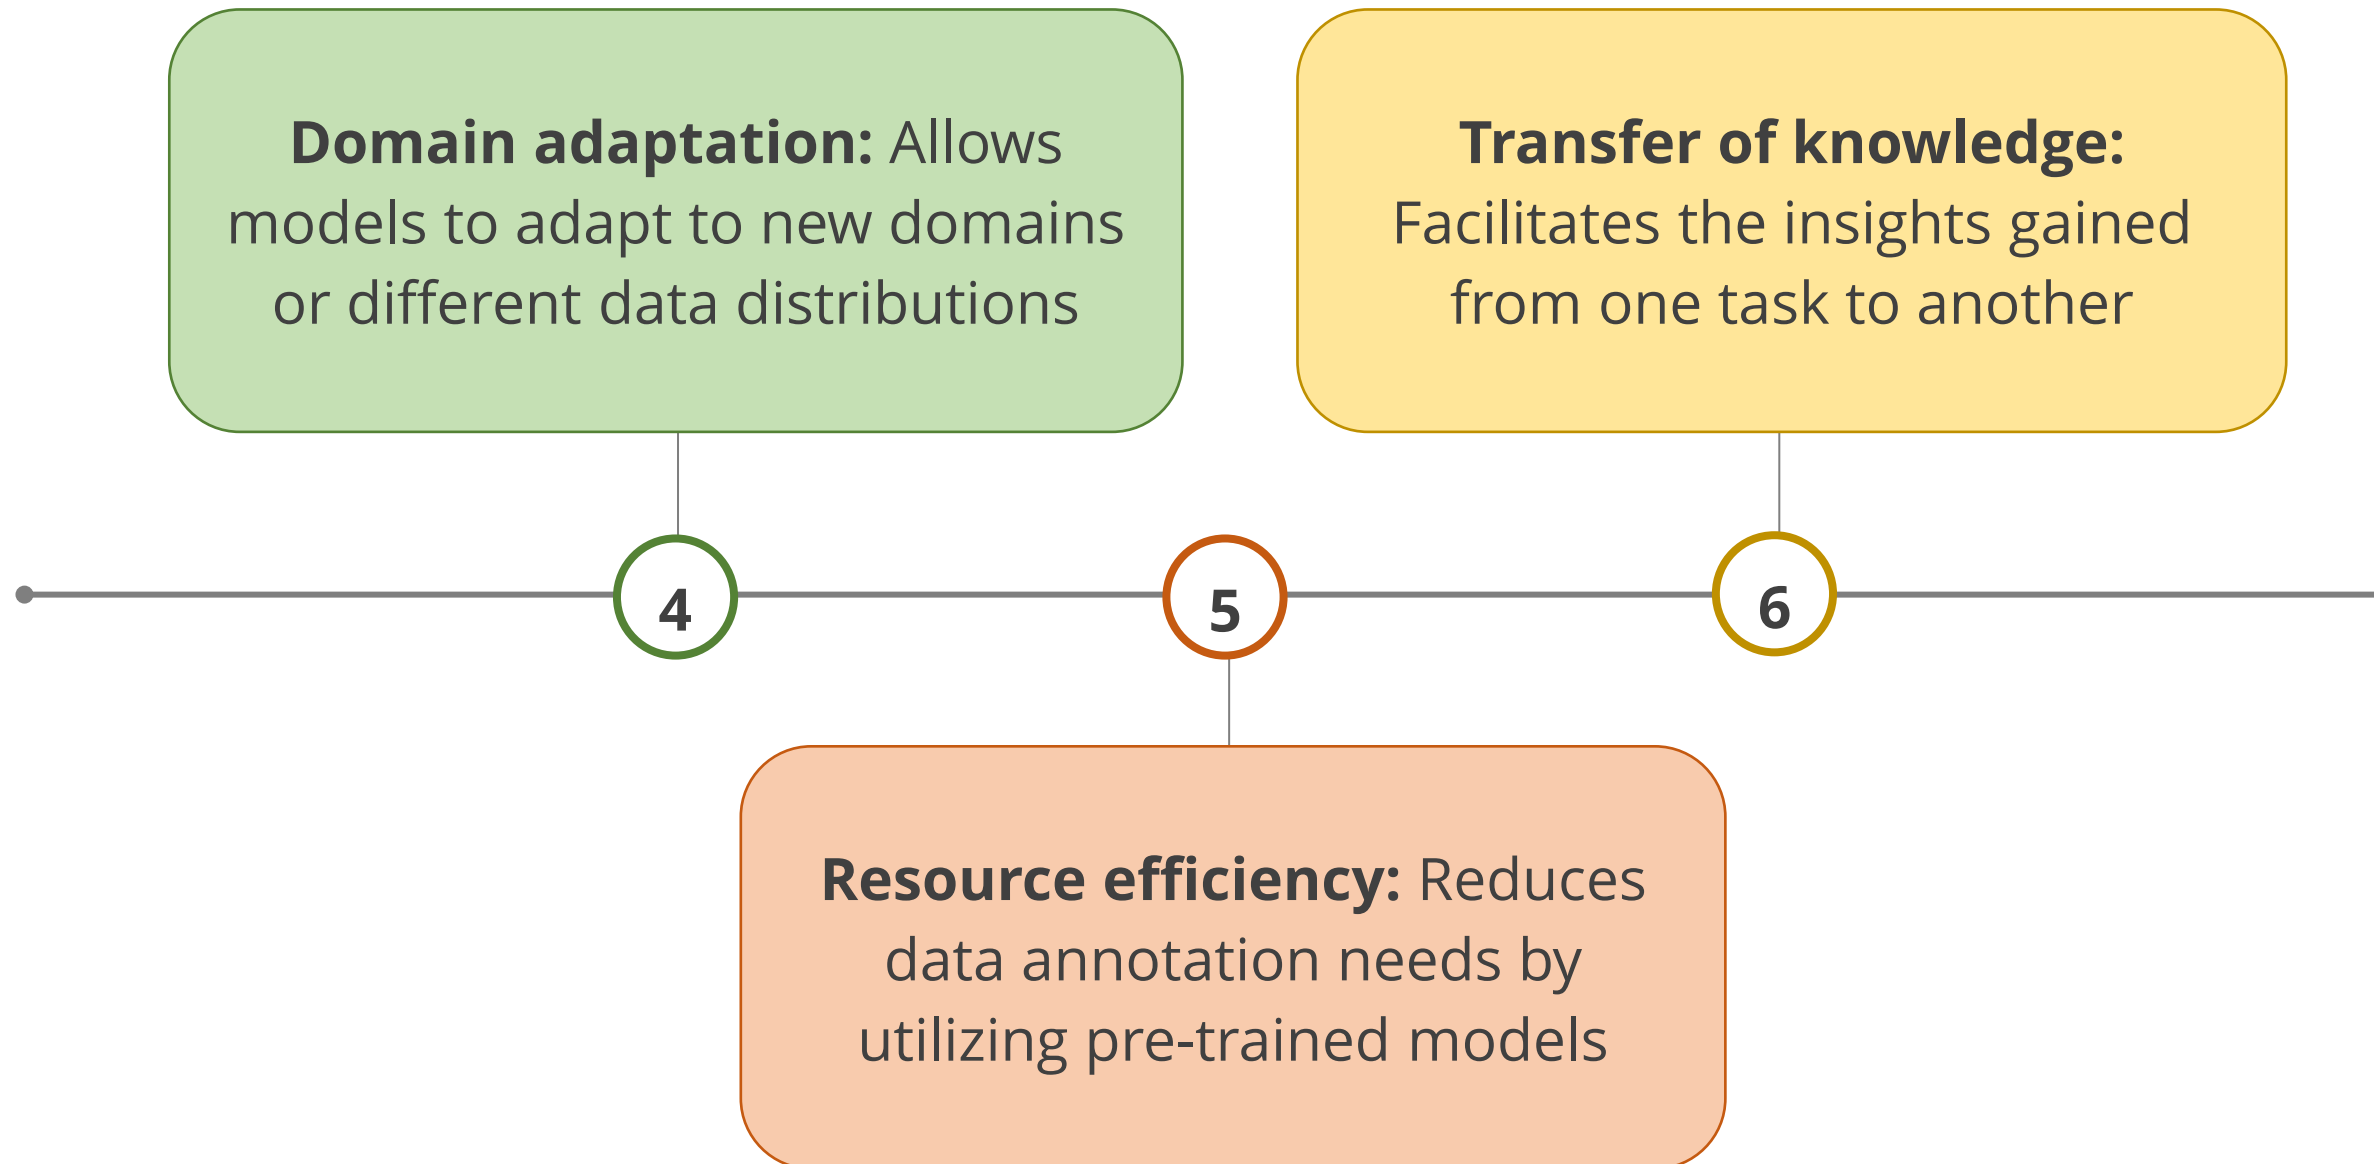 Domain adaptation: Allows
models to adapt to new domains
or different data distributions
Transfer of knowledge:
Facilitates the insights gained
from one task to another
4
5
6
Resource efficiency: Reduces
data annotation needs by
utilizing pre-trained models